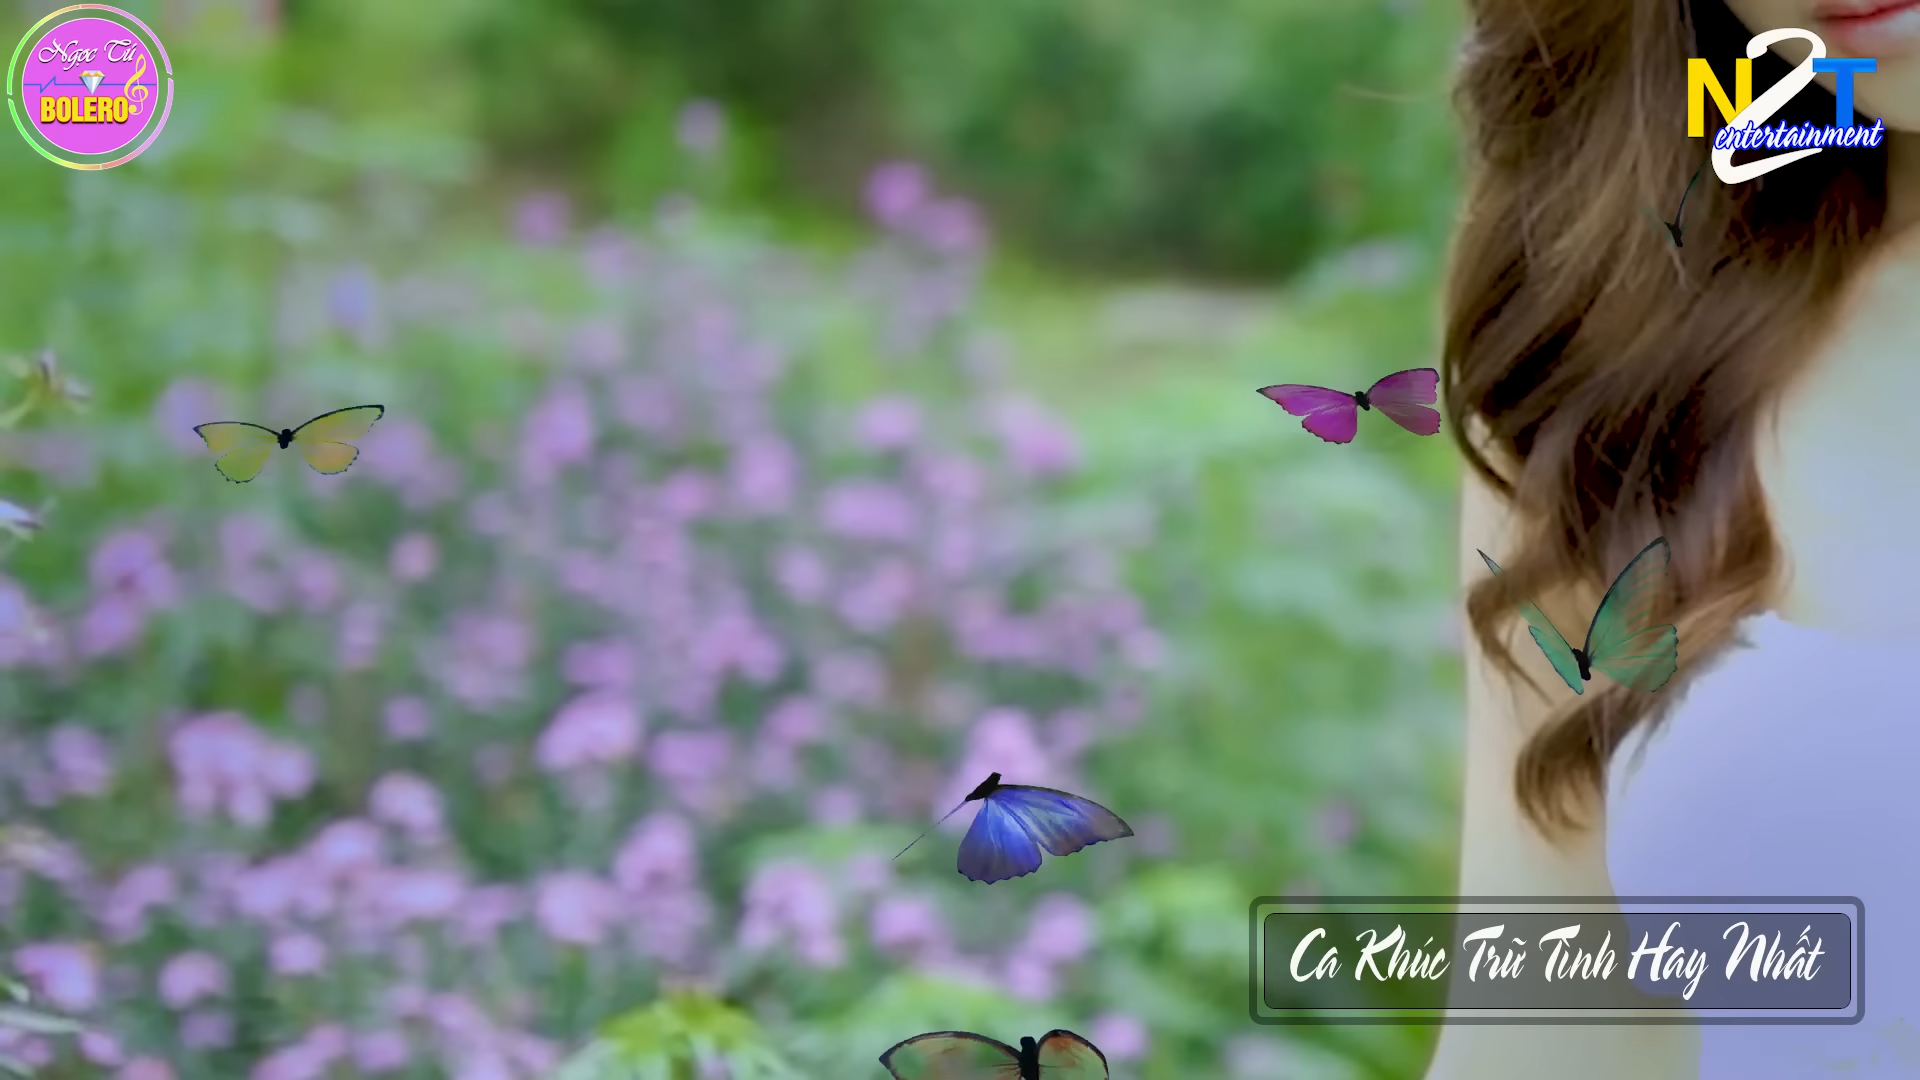 Ngọc Tú
BOLERO
N2T
entertainment
Ca Khúc Trữ Tình Hay Nhất